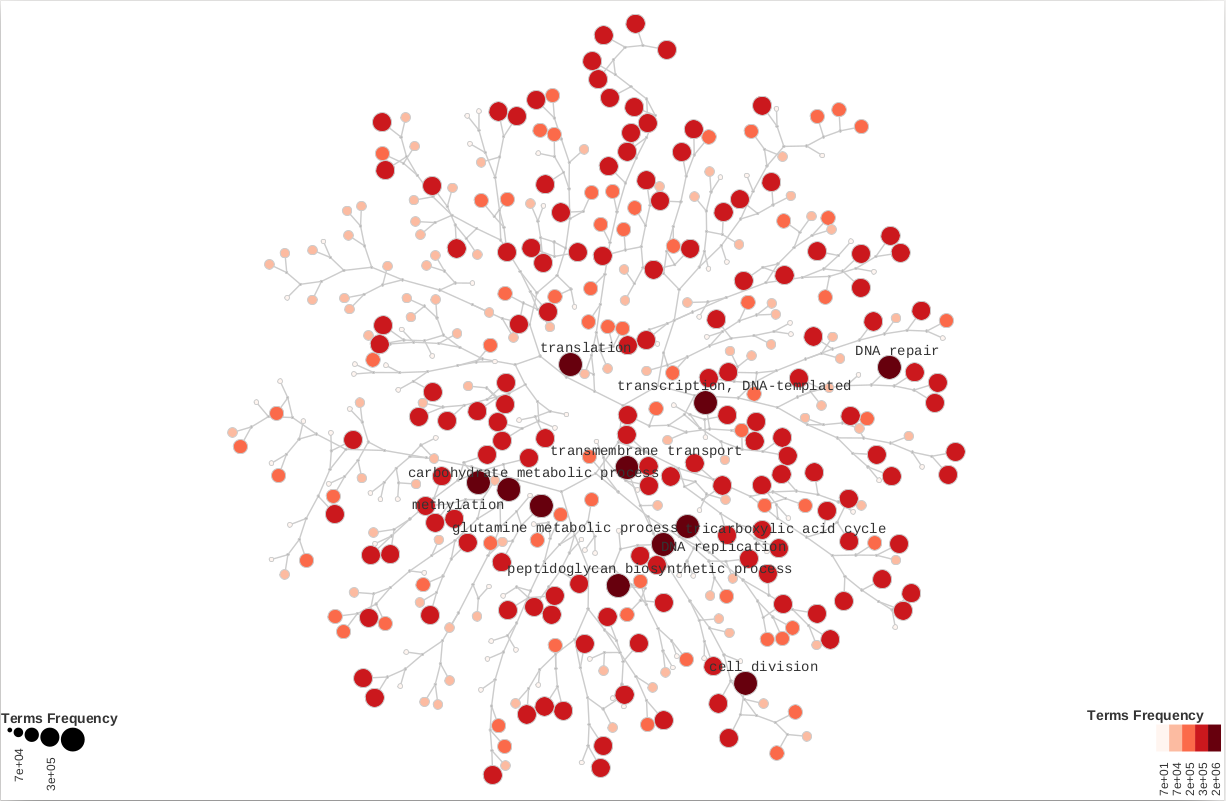 translation
DNA repair
transcription, DNA-templated
transmembrane transport
carbohydrate metabolic process
methylation
glutamine metabolic process
tricarboxylic acid cycle
DNA replication
peptidoglycan biosynthetic process
cell division
Terms Frequency
7e+04
3e+05
Terms Frequency
7e+01
7e+04
2e+05
3e+05
2e+06